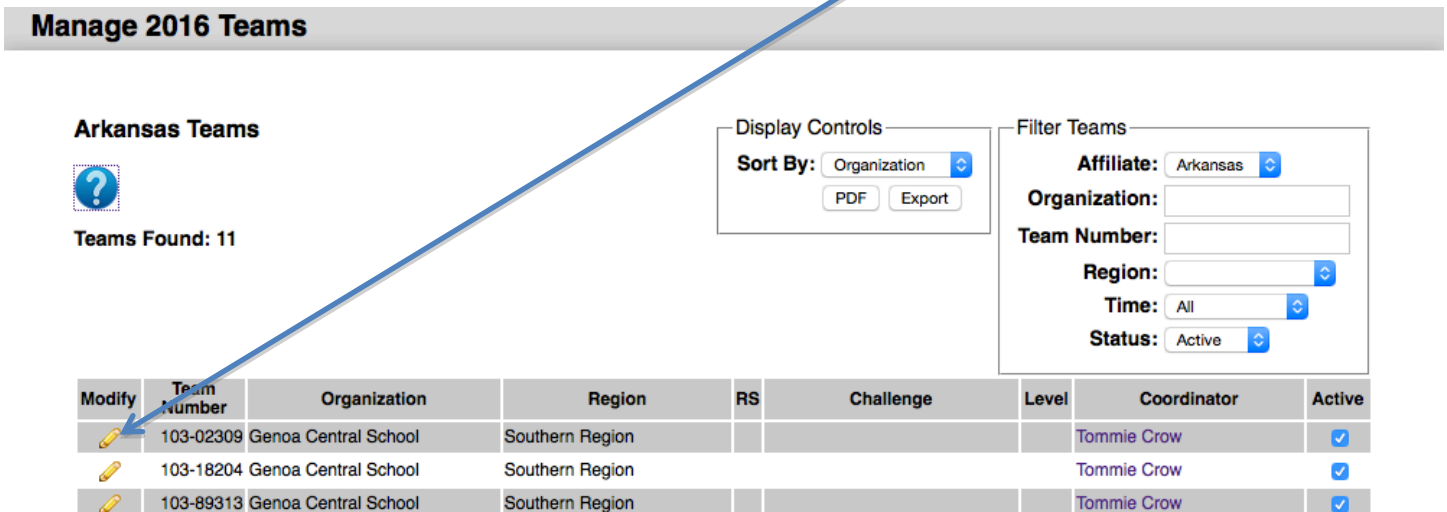 Manage 2016 Teams
Arkansas Teams
?
Teams Found: 11
Display Controls
Sort By: Organization
PDF Export
Filter Teams
Affiliate: Arkansas
Organization:
Team Number:
Region:
Time: All
Status: Active
Modify Team Number Organization Region RS Challenge Level Coordinator Active
103-02309 Genoa Central School Southern Region Tommie Crow
103-18204 Genoa Central School Southern Region Tommie Crow
103-89313 Genoa Central School Southern Region Tommie Crow